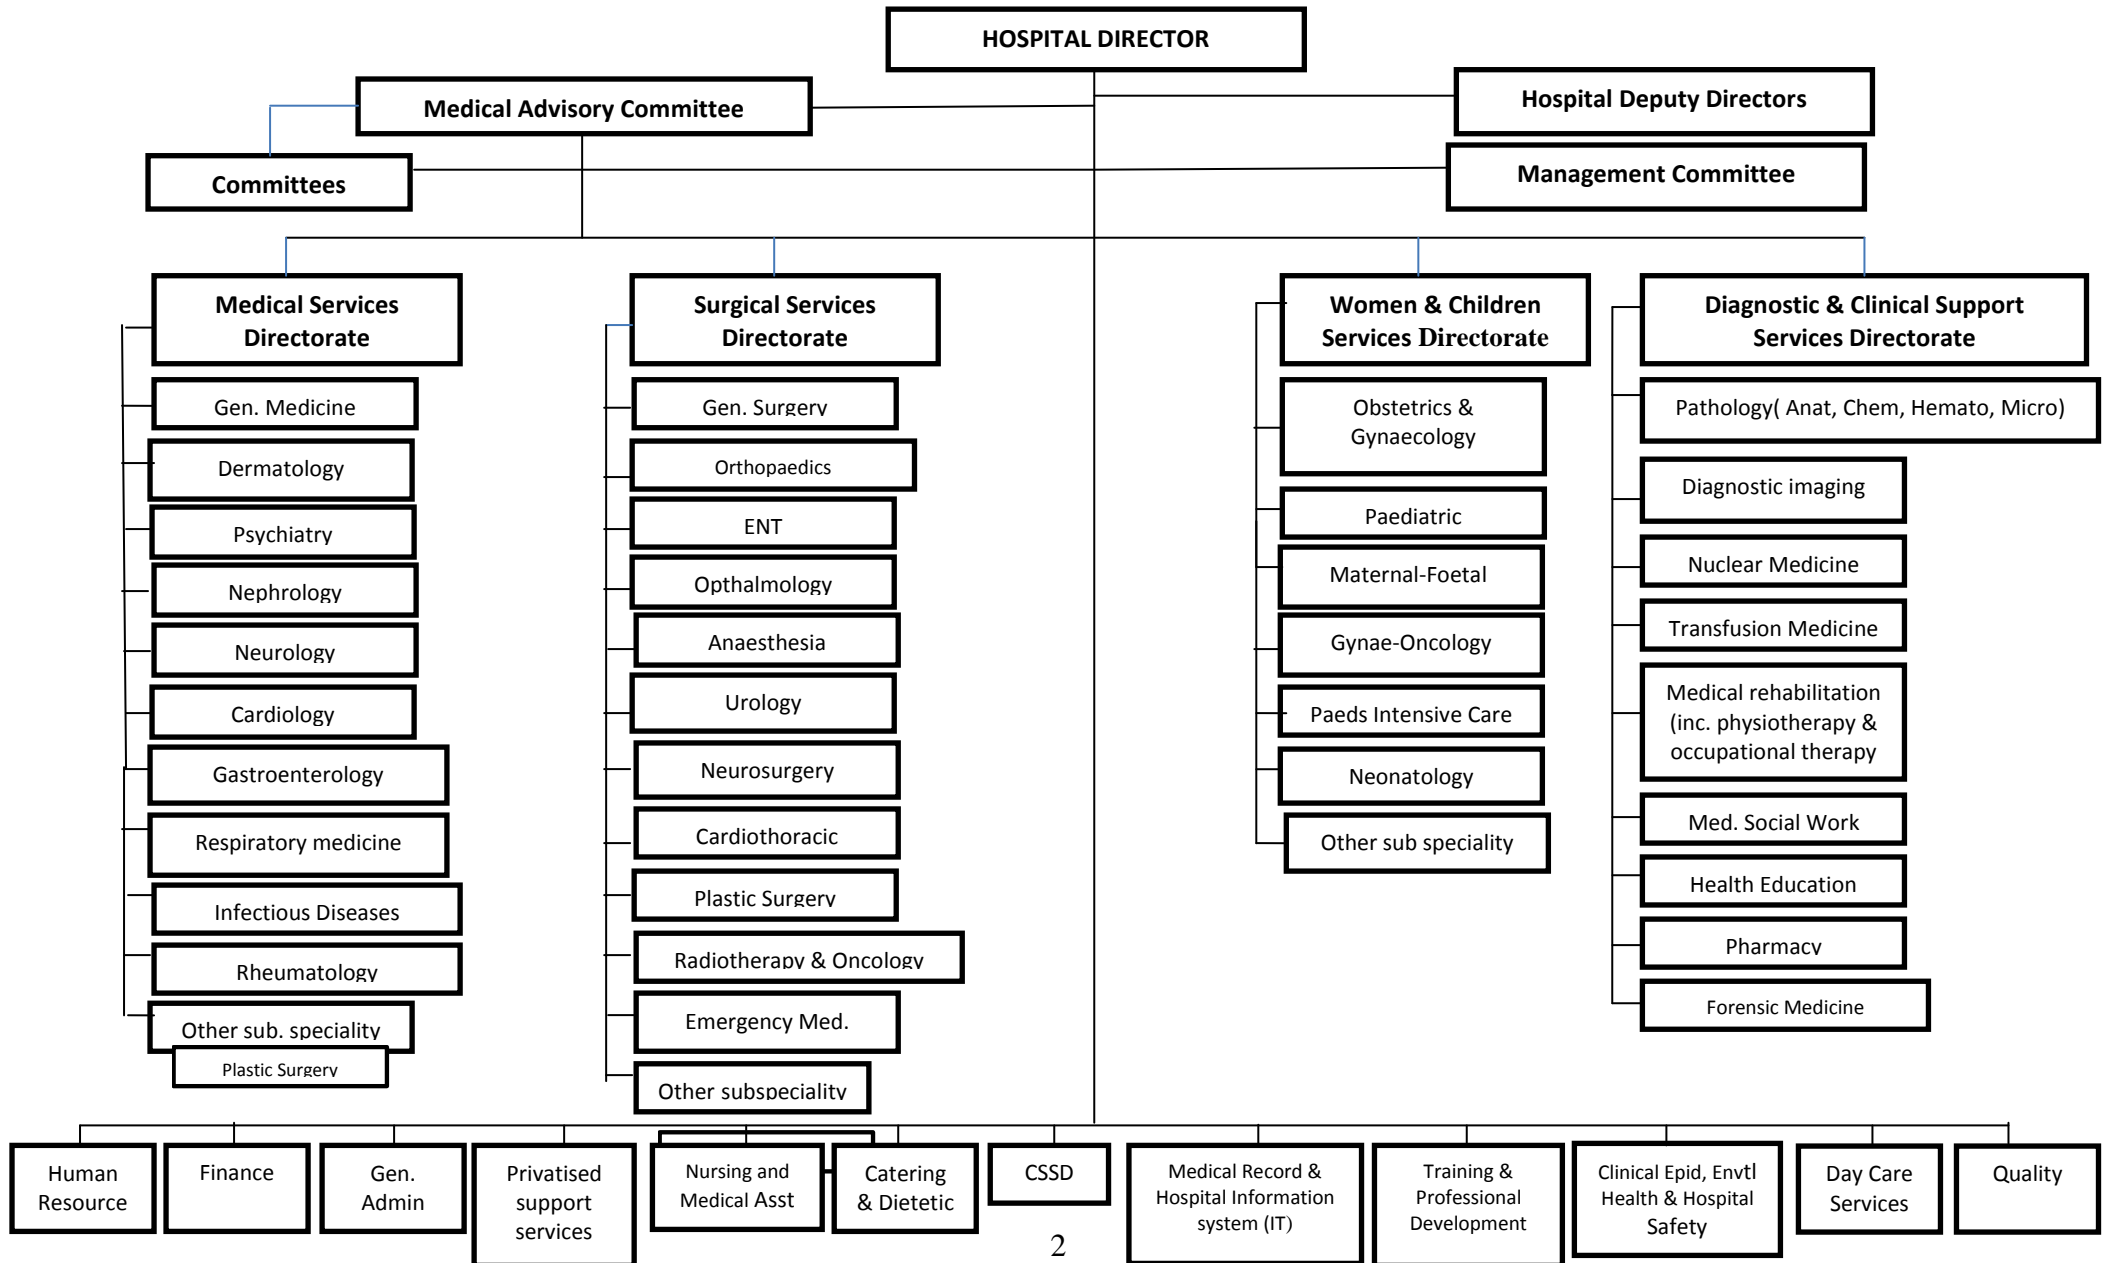 HOSPITAL DIRECTOR
Medical Advisory Committee
Hospital Deputy Directors
Committees
Management Committee
Medical Services
Directorate
Gen. Medicine
Dermatology
Psychiatry
Nephrology
Neurology
Cardiology
Gastroenterology
Respiratory medicine
Infectious Diseases
Rheumatology
Other sub. speciality
Plastic Surgery
Surgical Services
Directorate
Gen. Surgery
Orthopaedics
ENT
Opthalmology
Anaesthesia
Urology
Neurosurgery
Cardiothoracic
Plastic Surgery
Radiotherapy & Oncology
Emergency Med.
Other subspeciality
Women & Children
Services Directorate
Obstetrics &
Gynaecology
Paediatric
Maternal-Foetal
Gynae-Oncology
Paeds Intensive Care
Neonatology
Other sub speciality
Diagnostic & Clinical Support
Services Directorate
Pathology( Anat, Chem, Hemato, Micro)
Diagnostic imaging
Nuclear Medicine
Transfusion Medicine
Medical rehabilitation
(inc. physiotherapy &
occupational therapy
Med. Social Work
Health Education
Pharmacy
Forensic Medicine
Human
Resource
Finance
Gen.
Admin
Privatised
support
services
Nursing and
Medical Asst
Catering
& Dietetic
CSSD
Medical Record &
Hospital Information
system (IT)
Training &
Professional
Development
Clinical Epid, Envtl
Health & Hospital
Safety
Day Care
Services
Quality
2